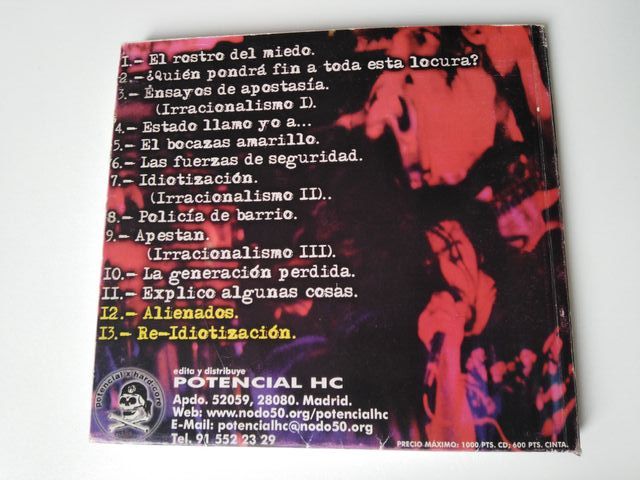 1.- El rostro del miedo.
2.- ¿Quién pondrá fin a toda esta locura?
3.- Ensayos de apostasía.
(Irracionalismo I).
4.- Estado llamo yo a...
5.- El bocazas amarillo.
6.- Las fuerzas de seguridad.
7.- Idiotización.
(Irracionalismo II)..
8.- Policía de barrio.
9.- Apestan.
(Irracionalismo III).
10.- La generación perdida.
11.- Explico algunas cosas.
12.- Alienados.
13.- Re-Idiotización.
edita y distribuye
POTENCIAL HC
Apdo. 52059, 28080. Madrid.
Web: www.nodo50.org/potencialhc
E-Mail: potencialhc@nodo50.org
Tel. 91 552 23 29
potencial x hard-core
PRECIO MÁXIMO: 1000 PTS. CD; 600 PTS. CINTA.